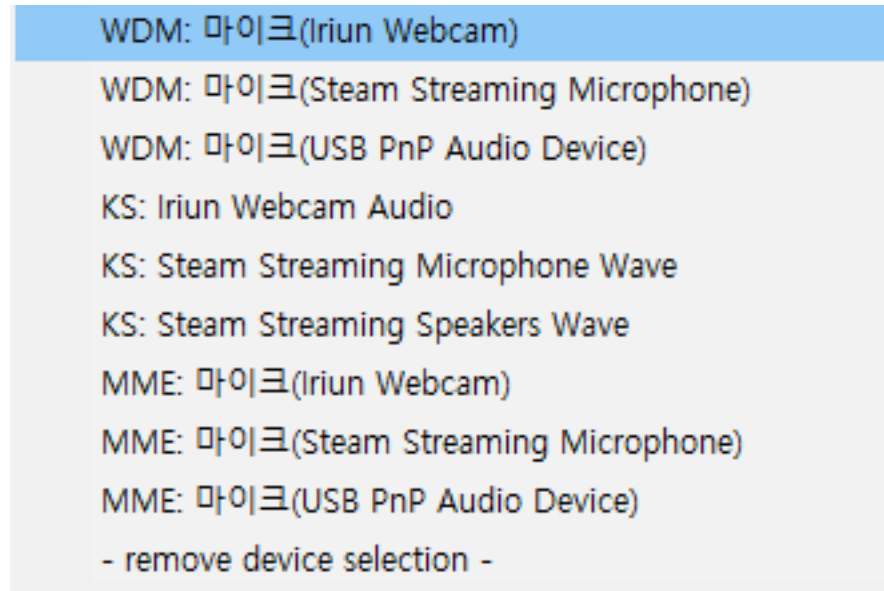 WDM: 마이크(Iriun Webcam)
WDM: 마이크(Steam Streaming Microphone)
WDM: 마이크(USB PnP Audio Device)
KS: Iriun Webcam Audio
KS: Steam Streaming Microphone Wave
KS: Steam Streaming Speakers Wave
MME: 마이크(Iriun Webcam)
MME: 마이크(Steam Streaming Microphone)
MME: 마이크(USB PnP Audio Device)
- remove device selection -